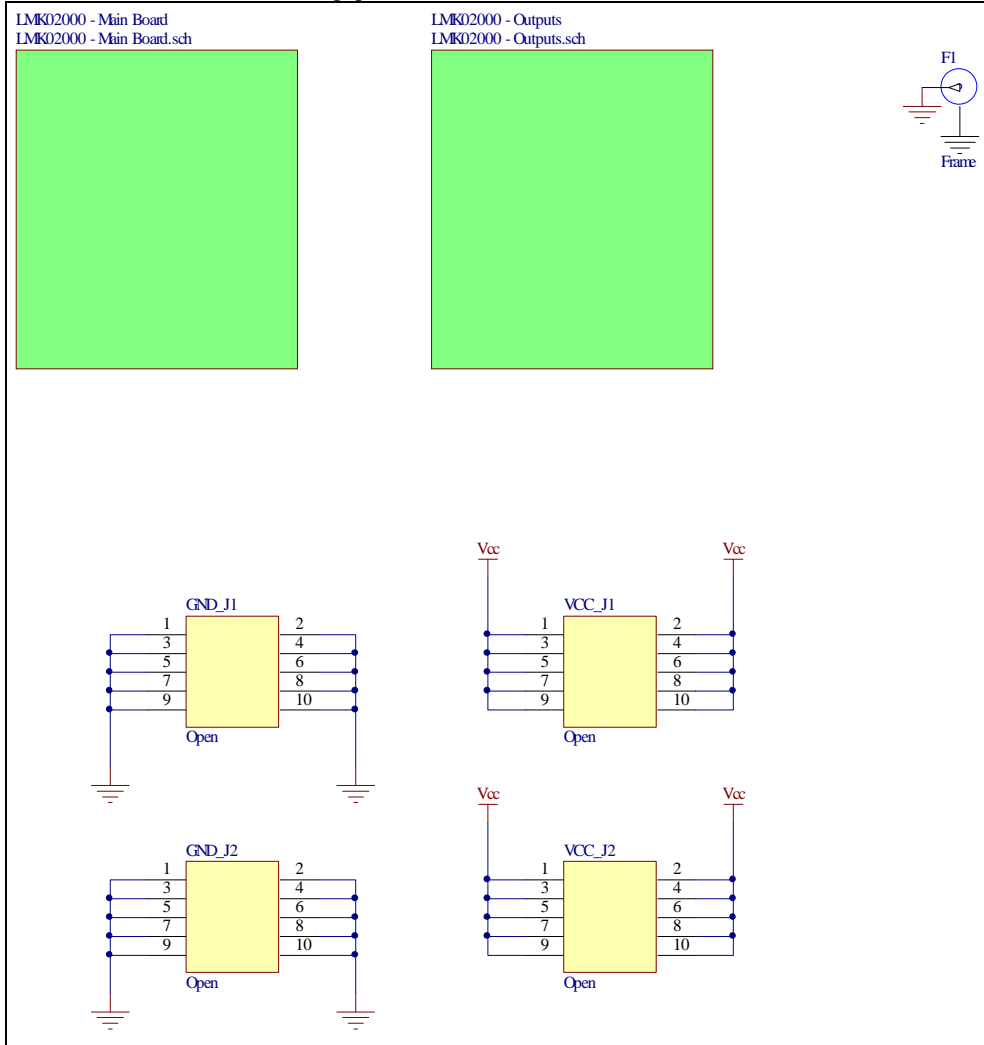 LMK02000 - Main Board
LMK02000 - Main Board.sch
LMK02000 - Outputs
LMK02000 - Outputs.sch
F1
Frame
GND_J1
1 2
3 4
5 6
7 8
9 10
Open
Vcc Vcc
VCC_J1
1 2
3 4
5 6
7 8
9 10
Open
GND_J2
1 2
3 4
5 6
7 8
9 10
Open
Vcc Vcc
VCC_J2
1 2
3 4
5 6
7 8
9 10
Open